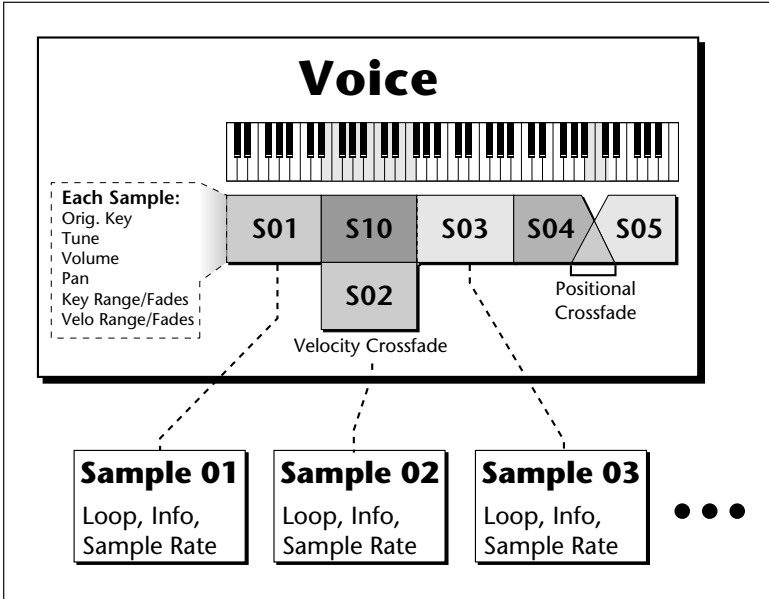 Voice
Each Sample:
Orig. Key
Tune
Volume
Pan
Key Range/Fades
Velo Range/Fades
S01
S10
S03
S04
S05
S02
Positional
Crossfade
Velocity Crossfade
Sample 01
Loop, Info,
Sample Rate
Sample 02
Loop, Info,
Sample Rate
Sample 03
Loop, Info,
Sample Rate